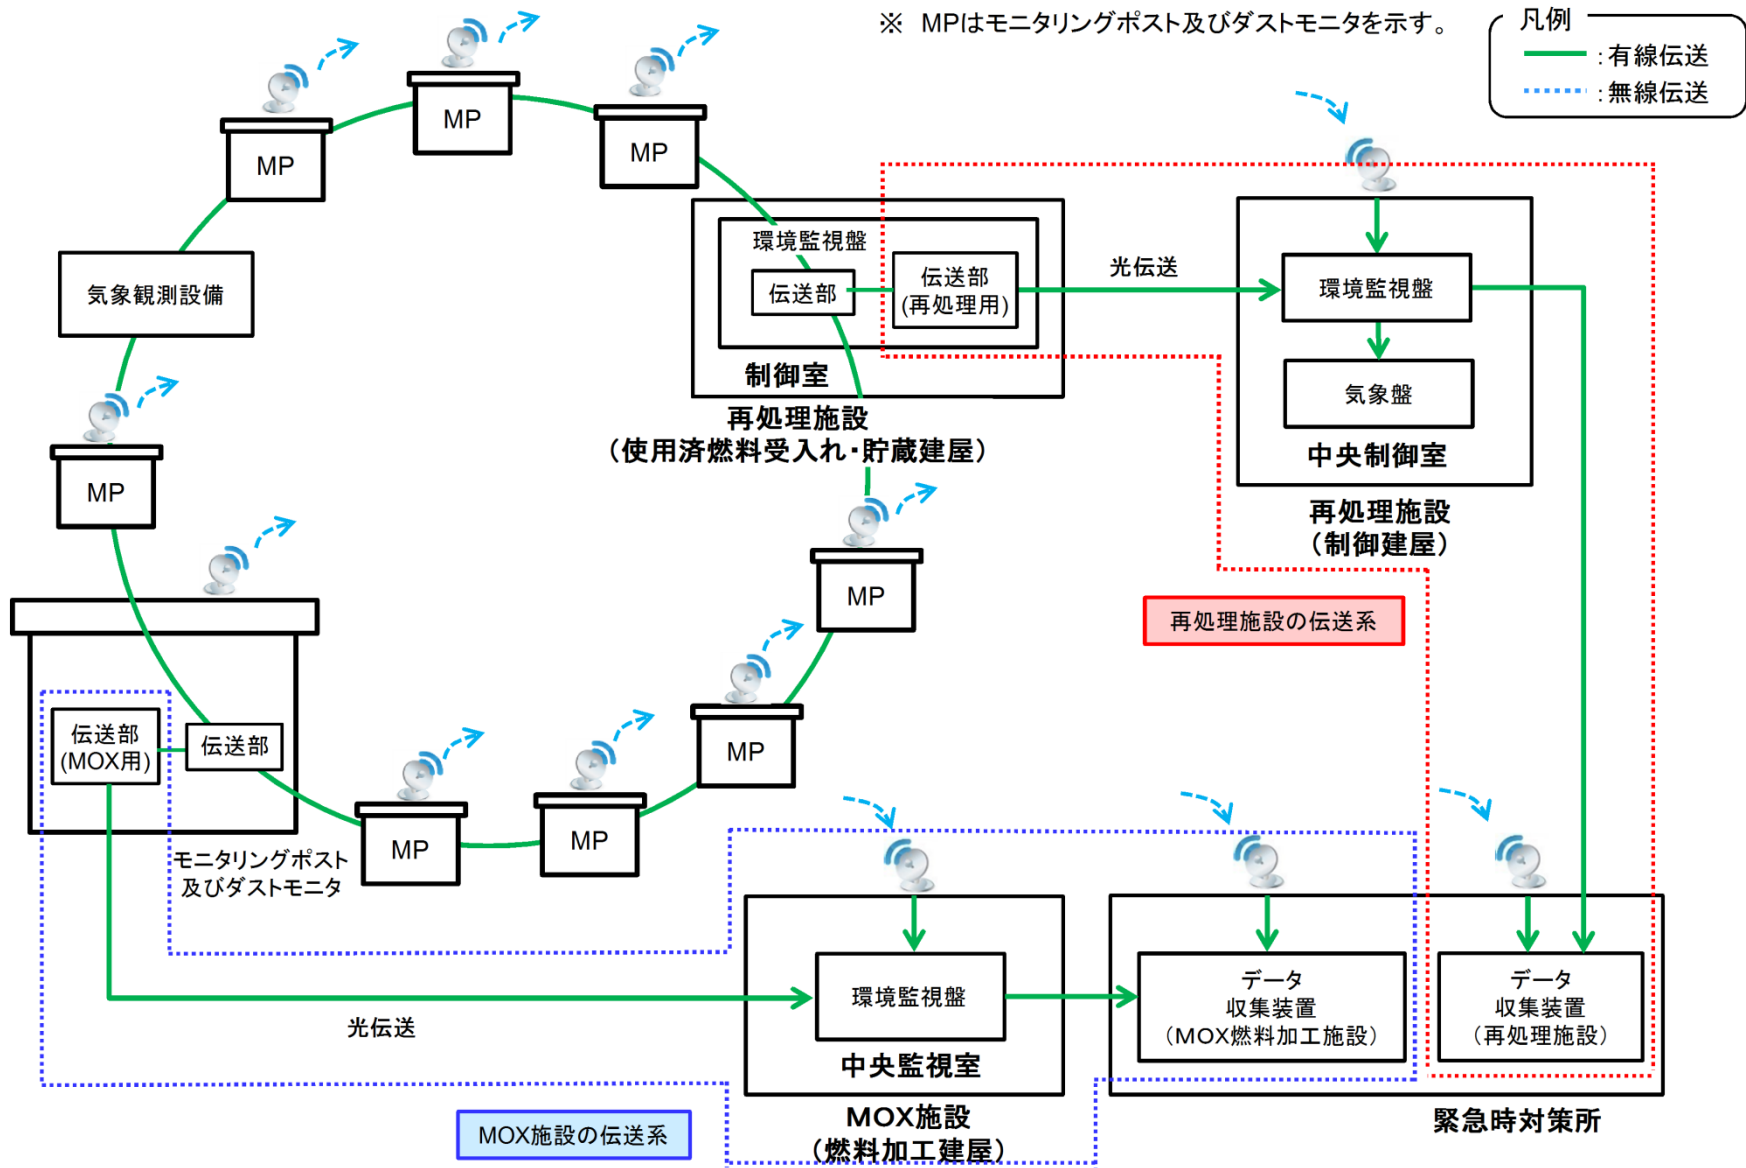 ※ MPはモニタリングポスト及びダストモニタを示す。
凡例
：有線伝送
：無線伝送
MP
MP
MP
気象観測設備
環境監視盤
伝送部
伝送部
(再処理用)
制御室
再処理施設
（使用済燃料受入れ・貯蔵建屋）
光伝送
環境監視盤
気象盤
中央制御室
再処理施設
（制御建屋）
MP
MP
再処理施設の伝送系
伝送部
(MOX用)
伝送部
MP
MP
MP
モニタリングポスト
及びダストモニタ
光伝送
環境監視盤
中央監視室
MOX施設
（燃料加工建屋）
データ
収集装置
（MOX燃料加工施設）
データ
収集装置
（再処理施設）
緊急時対策所
MOX施設の伝送系